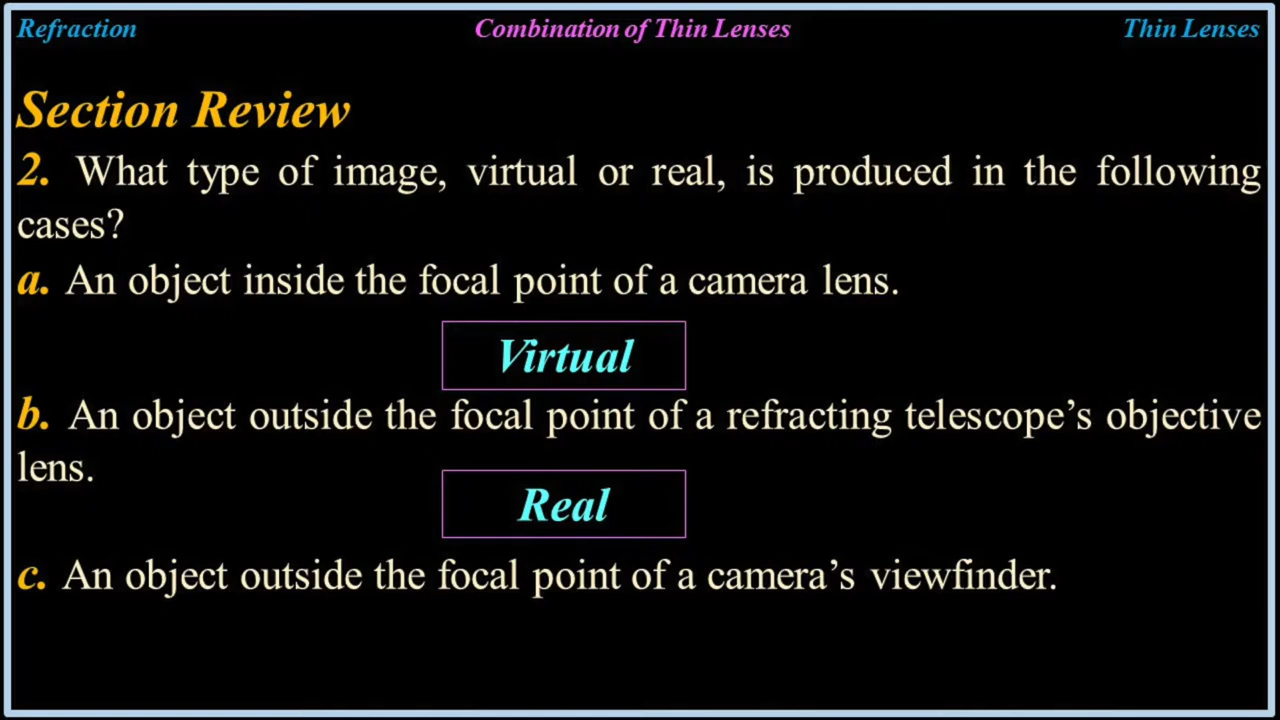 Refraction Combination of Thin Lenses Thin Lenses
Section Review
2. What type of image, virtual or real, is produced in the following
cases?
a. An object inside the focal point of a camera lens.
Virtual
b. An object outside the focal point of a refracting telescope’s objective
lens.
Real
c. An object outside the focal point of a camera’s viewfinder.